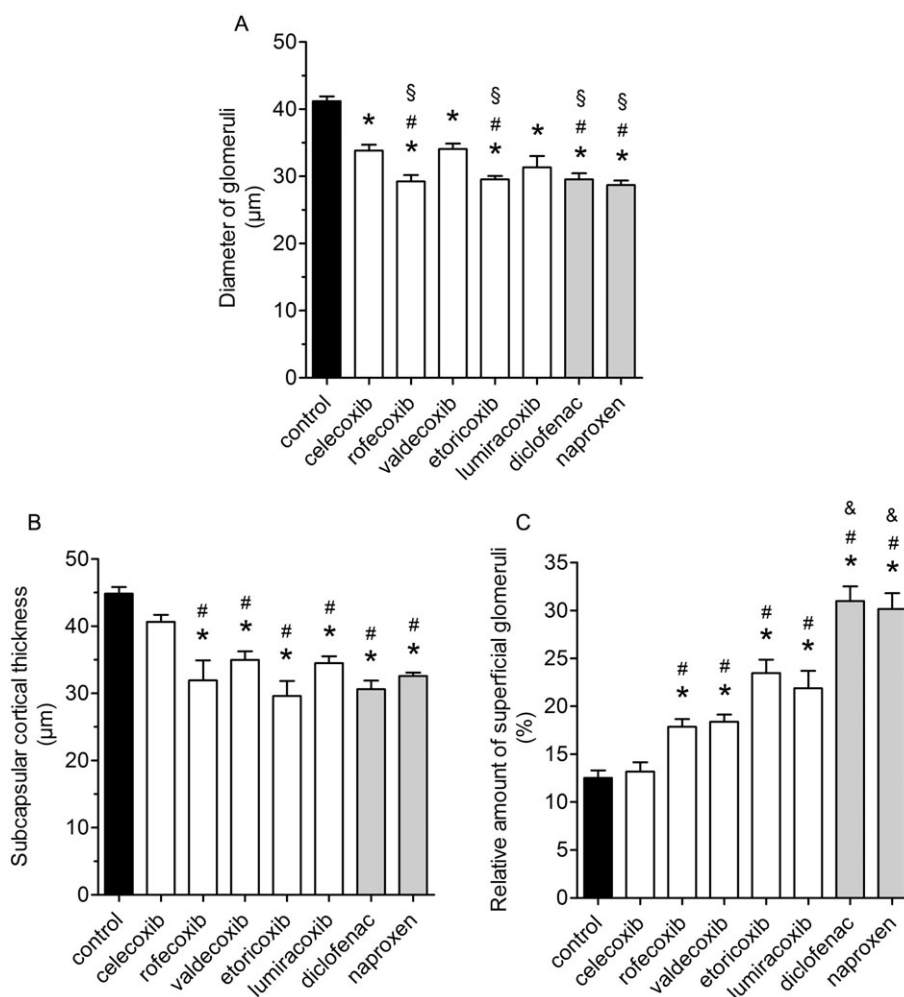 A
50
40
30
20
10
0
Diameter of glomeruli
(µm)
*
§
#
*
*
§
#
*
*
§
#
*
§
#
*
control
celecoxib
rofecoxib
valdecoxib
etoricoxib
lumiracoxib
diclofenac
naproxen
B
50
40
30
20
10
0
Subcapsular cortical thickness
(µm)
#
*
#
*
#
*
#
*
#
*
#
*
control
celecoxib
rofecoxib
valdecoxib
etoricoxib
lumiracoxib
diclofenac
naproxen
C
35
30
25
20
15
10
5
0
Relative amount of superficial glomeruli
(%)
#
*
#
*
#
*
#
*
&
#
*
&
#
*
control
celecoxib
rofecoxib
valdecoxib
etoricoxib
lumiracoxib
diclofenac
naproxen